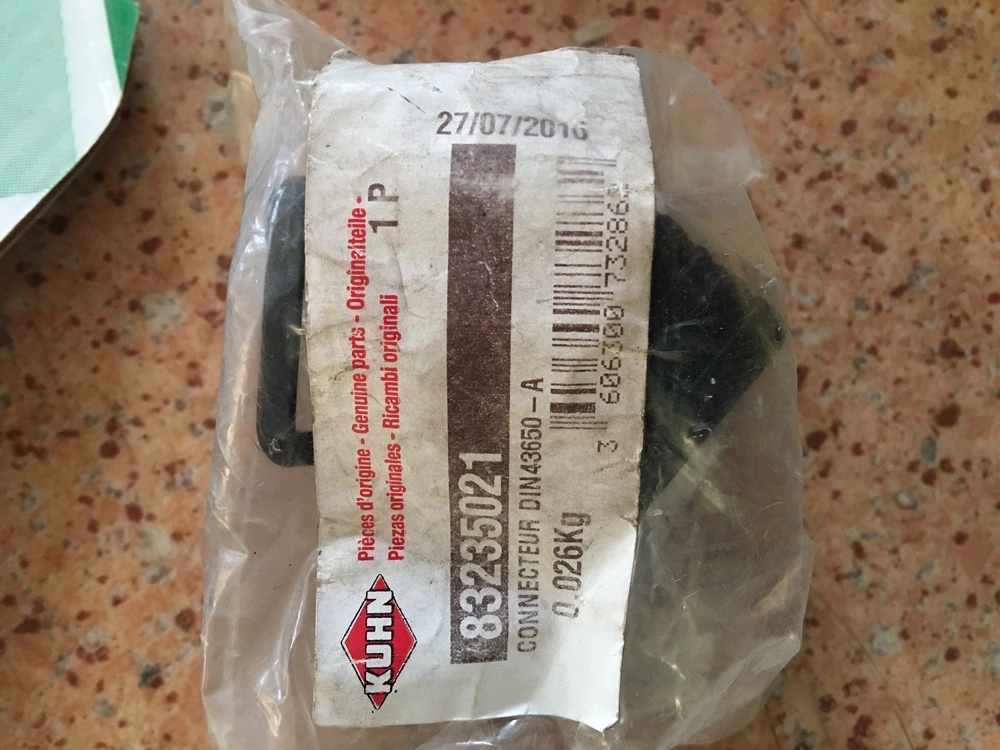 27/07/2016
Pièces d'origine - Genuine parts - Originalteile -
Piezas originales - Ricambi originali
1 P
KUHN
83235021
CONNECTEUR DIN43650-A
0.026Kg
3 606300 73286